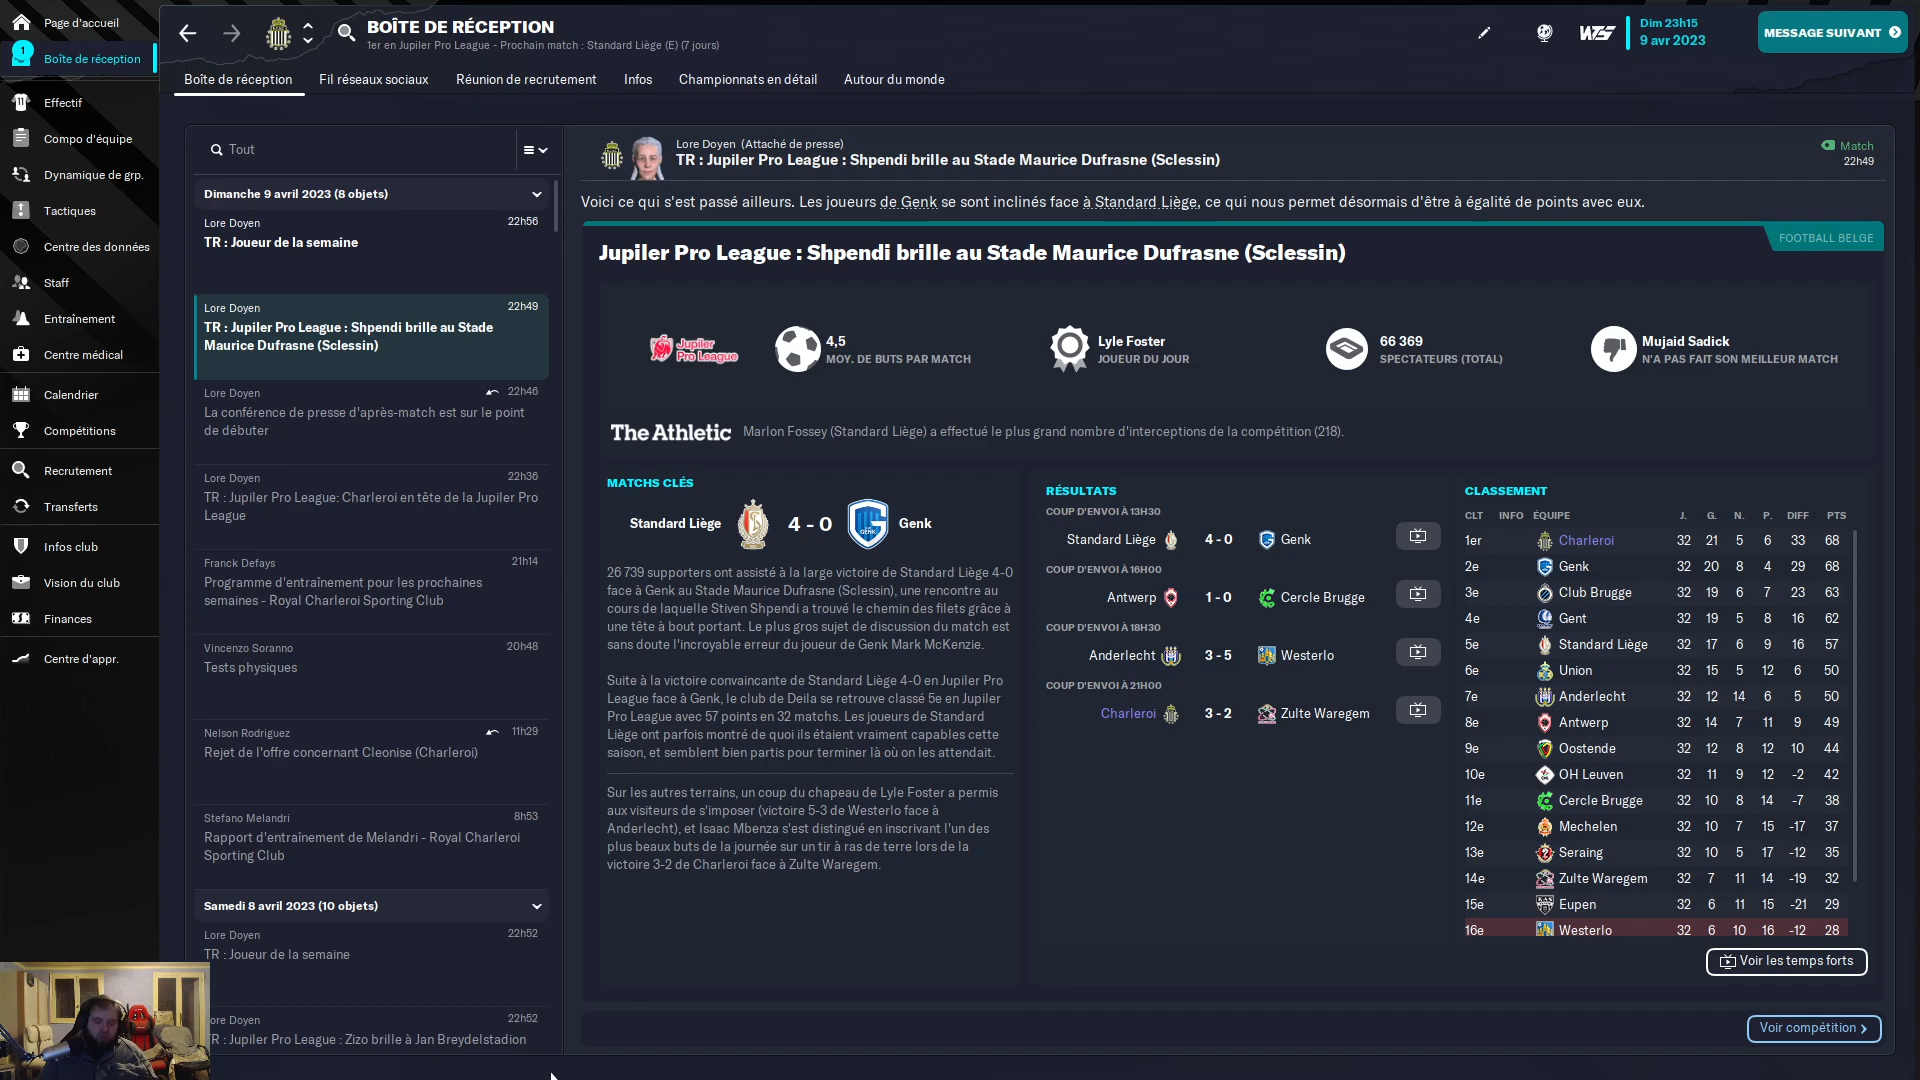 Page d'accueil
1
Boîte de réception
Effectif
Compo d'équipe
Dynamique de grp.
Tactiques
Centre des données
Staff
Entraînement
Centre médical
Calendrier
Compétitions
Recrutement
Transferts
Infos club
Vision du club
Finances
Centre d'appr.
BOÎTE DE RÉCEPTION
1er en Jupiler Pro League - Prochain match : Standard Liège (E) (7 jours)
Dim 23h15
9 avr 2023
MESSAGE SUIVANT
Boîte de réception
Fil réseaux sociaux
Réunion de recrutement
Infos
Championnats en détail
Autour du monde
Tout
Dimanche 9 avril 2023 (8 objets)
Lore Doyen 22h56
TR : Joueur de la semaine
Lore Doyen 22h49
TR : Jupiler Pro League : Shpendi brille au Stade
Maurice Dufrasne (Sclessin)
Lore Doyen 22h46
La conférence de presse d'après-match est sur le point
de débuter
Lore Doyen 22h36
TR : Jupiler Pro League: Charleroi en tête de la Jupiler Pro
League
Franck Defays 21h14
Programme d'entraînement pour les prochaines
semaines - Royal Charleroi Sporting Club
Vincenzo Soranno 20h48
Tests physiques
Nelson Rodriguez 11h29
Rejet de l'offre concernant Cleonise (Charleroi)
Stefano Melandri 8h53
Rapport d'entraînement de Melandri - Royal Charleroi
Sporting Club
Samedi 8 avril 2023 (10 objets)
Lore Doyen 22h52
TR : Joueur de la semaine
ore Doyen 22h52
TR : Jupiler Pro League : Zizo brille à Jan Breydelstadion
Lore Doyen (Attaché de presse)
TR : Jupiler Pro League : Shpendi brille au Stade Maurice Dufrasne (Sclessin)
Match
22h49
Voici ce qui s'est passé ailleurs. Les joueurs de Genk se sont inclinés face à Standard Liège, ce qui nous permet désormais d'être à égalité de points avec eux.
FOOTBALL BELGE
Jupiler Pro League : Shpendi brille au Stade Maurice Dufrasne (Sclessin)
Jupiler
Pro League
4,5
MOY. DE BUTS PAR MATCH
Lyle Foster
JOUEUR DU JOUR
66 369
SPECTATEURS (TOTAL)
Mujaid Sadick
N'A PAS FAIT SON MEILLEUR MATCH
The Athletic Marlon Fossey (Standard Liège) a effectué le plus grand nombre d'interceptions de la compétition (218).
MATCHS CLÉS
Standard Liège 4 - 0 Genk
26 739 supporters ont assisté à la large victoire de Standard Liège 4-0
face à Genk au Stade Maurice Dufrasne (Sclessin), une rencontre au
cours de laquelle Stiven Shpendi a trouvé le chemin des filets grâce à
une tête à bout portant. Le plus gros sujet de discussion du match est
sans doute l'incroyable erreur du joueur de Genk Mark McKenzie.
Suite à la victoire convaincante de Standard Liège 4-0 en Jupiler Pro
League face à Genk, le club de Deila se retrouve classé 5e en Jupiler
Pro League avec 57 points en 32 matchs. Les joueurs de Standard
Liège ont parfois montré de quoi ils étaient vraiment capables cette
saison, et semblent bien partis pour terminer là où on les attendait.
Sur les autres terrains, un coup du chapeau de Lyle Foster a permis
aux visiteurs de s'imposer (victoire 5-3 de Westerlo face à
Anderlecht), et Isaac Mbenza s'est distingué en inscrivant l'un des
plus beaux buts de la journée sur un tir à ras de terre lors de la
victoire 3-2 de Charleroi face à Zulte Waregem.
RÉSULTATS
COUP D'ENVOI À 13H30
Standard Liège 4 - 0 Genk
COUP D'ENVOI À 16H00
Antwerp 1 - 0 Cercle Brugge
COUP D'ENVOI À 18H30
Anderlecht 3 - 5 Westerlo
COUP D'ENVOI À 21H00
Charleroi 3 - 2 Zulte Waregem
CLASSEMENT
CLT INFO ÉQUIPE J. G. N. P. DIFF PTS
1er Charleroi 32 21 5 6 33 68
2e Genk 32 20 8 4 29 68
3e Club Brugge 32 19 6 7 23 63
4e Gent 32 19 5 8 16 62
5e Standard Liège 32 17 6 9 16 57
6e Union 32 15 5 12 6 50
7e Anderlecht 32 12 14 6 5 50
8e Antwerp 32 14 7 11 9 49
9e Oostende 32 12 8 12 10 44
10e OH Leuven 32 11 9 12 -2 42
11e Cercle Brugge 32 10 8 14 -7 38
12e Mechelen 32 10 7 15 -17 37
13e Seraing 32 10 5 17 -12 35
14e Zulte Waregem 32 7 11 14 -19 32
15e Eupen 32 6 11 15 -21 29
16e Westerlo 32 6 10 16 -12 28
Voir les temps forts
Voir compétition